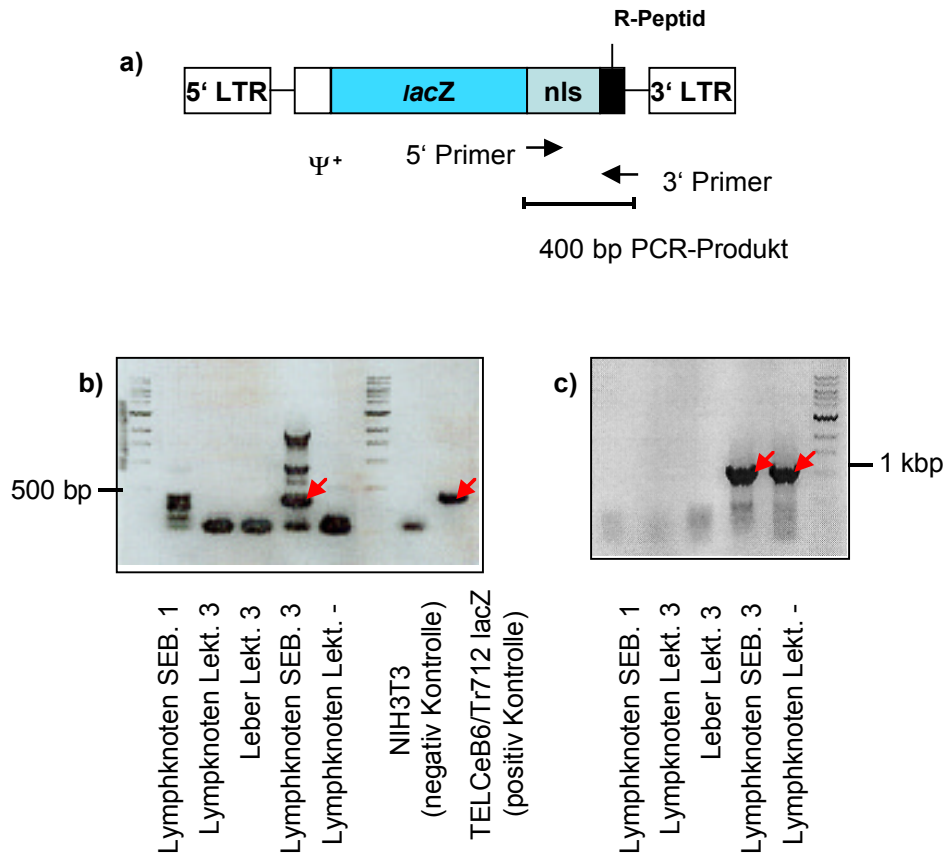 R-Peptid
a)
5‘ LTR
lacZ
nls
3‘ LTR
Ψ+
5‘ Primer
3‘ Primer
400 bp PCR-Produkt
b)
c)
500 bp
1 kbp
Lymphknoten SEB. 1
Lympknoten Lekt. 3
Leber Lekt. 3
Lymphknoten SEB. 3
Lymphknoten Lekt. -
NIH3T3
(negativ Kontrolle)
TELCeB6/Tr712 lacZ
(positiv Kontrolle)
Lymphknoten SEB. 1
Lympknoten Lekt. 3
Leber Lekt. 3
Lymphknoten SEB. 3
Lymphknoten Lekt. -